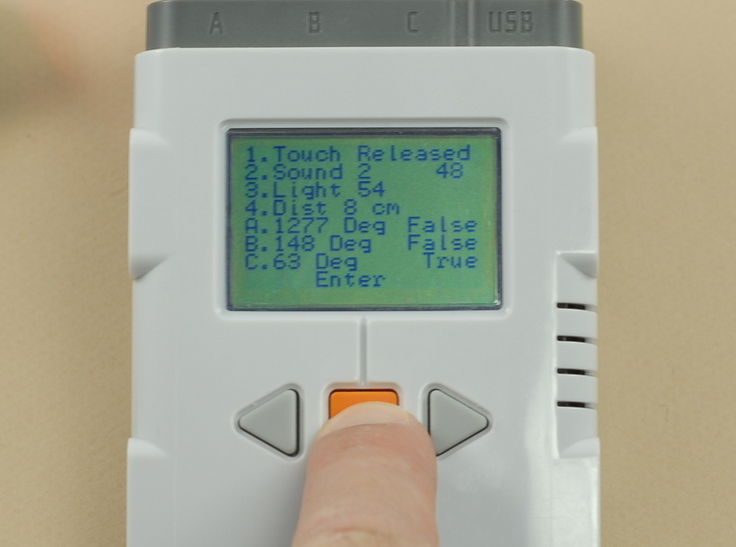 A B C USB
1.Touch Released
2.Sound 2 48
3.Light 54
4.Dist 8 cm
A.1277 Deg False
B.148 Deg False
C.63 Deg True
Enter